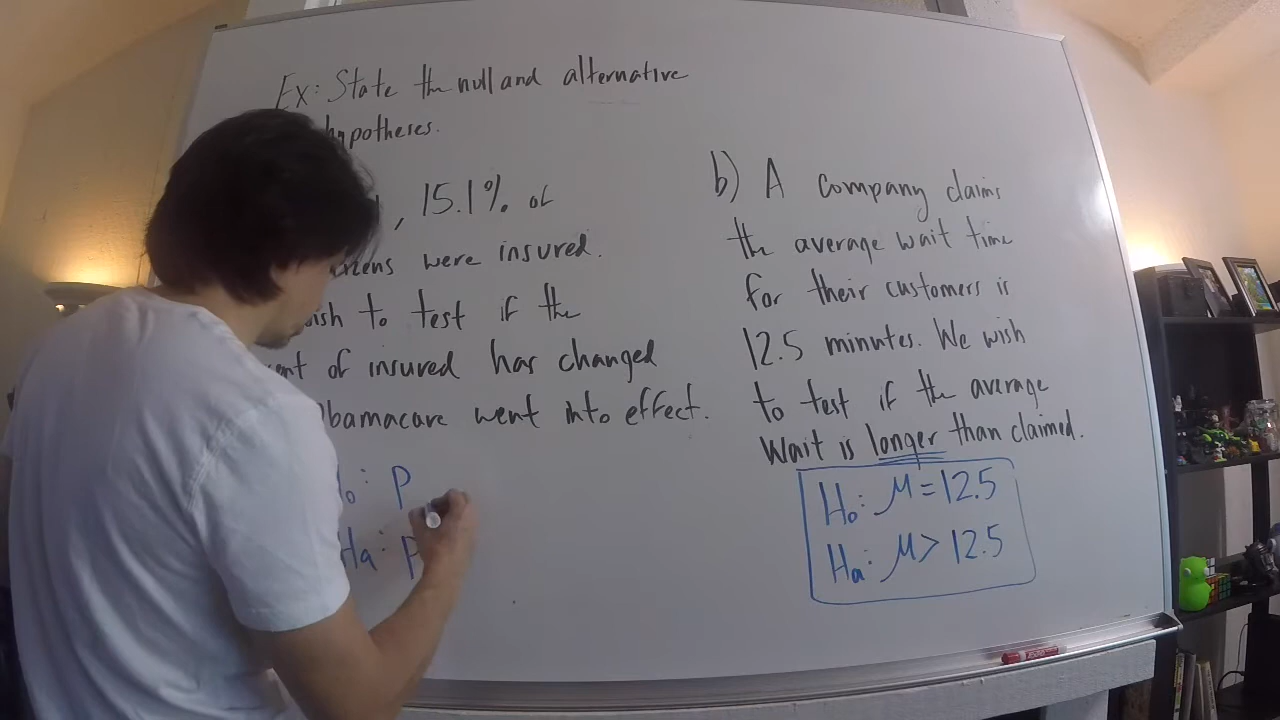 Ex: State the null and alternative
hypotheses.
, 15.1% of
were insured.
to test if the
of insured has changed
Obamacare went into effect.
H₀: P
Ha: P
b) A company claims
the average wait time
for their customers is
12.5 minutes. We wish
to test if the average
wait is longer than claimed.
H₀: μ = 12.5
Ha: μ > 12.5